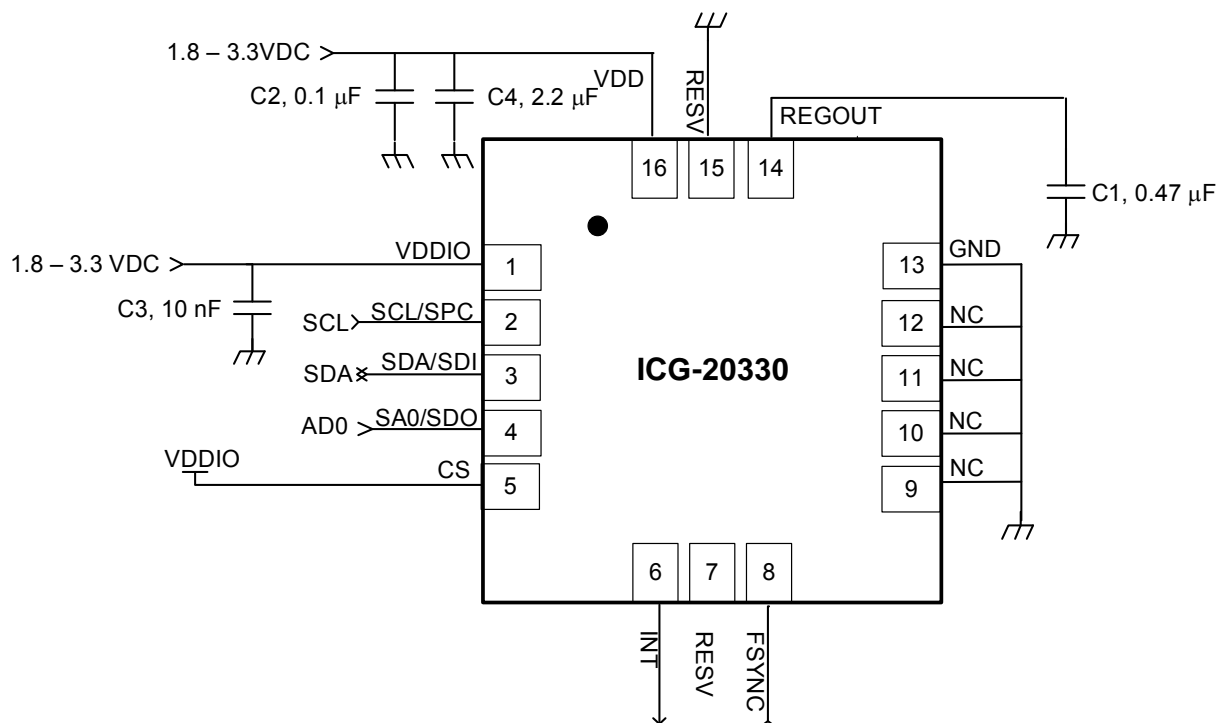 1.8 – 3.3VDC
C2, 0.1 μF
C4, 2.2 μF
VDD
RESV
REGOUT
16
15
14
C1, 0.47 μF
1.8 – 3.3 VDC
VDDIO
1
13
GND
C3, 10 nF
SCL
SCL/SPC
2
12
NC
SDA
SDA/SDI
3
ICG-20330
11
NC
AD0
SA0/SDO
4
10
NC
VDDIO
CS
5
9
NC
6
7
8
INT
RESV
FSYNC